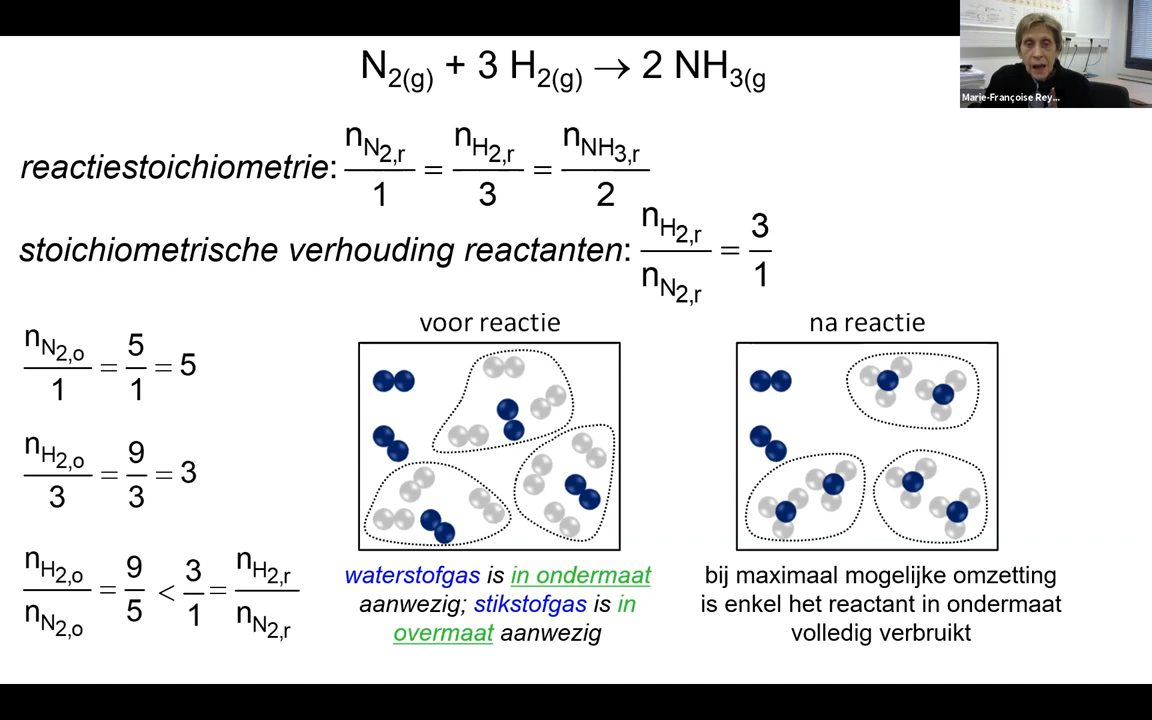 N2(g) + 3 H2(g) → 2 NH3(g
Marie-Françoise Rey...
reactiestoichiometrie: nN2,r / 1 = nH2,r / 3 = nNH3,r / 2
stoichiometrische verhouding reactanten: nH2,r / nN2,r = 3 / 1
voor reactie
na reactie
nN2,o / 1 = 5 / 1 = 5
nH2,o / 3 = 9 / 3 = 3
nH2,o / nN2,o = 9 / 5 < 3 / 1 = nH2,r / nN2,r
waterstofgas is in ondermaat
aanwezig; stikstofgas is in
overmaat aanwezig
bij maximaal mogelijke omzetting
is enkel het reactant in ondermaat
volledig verbruikt